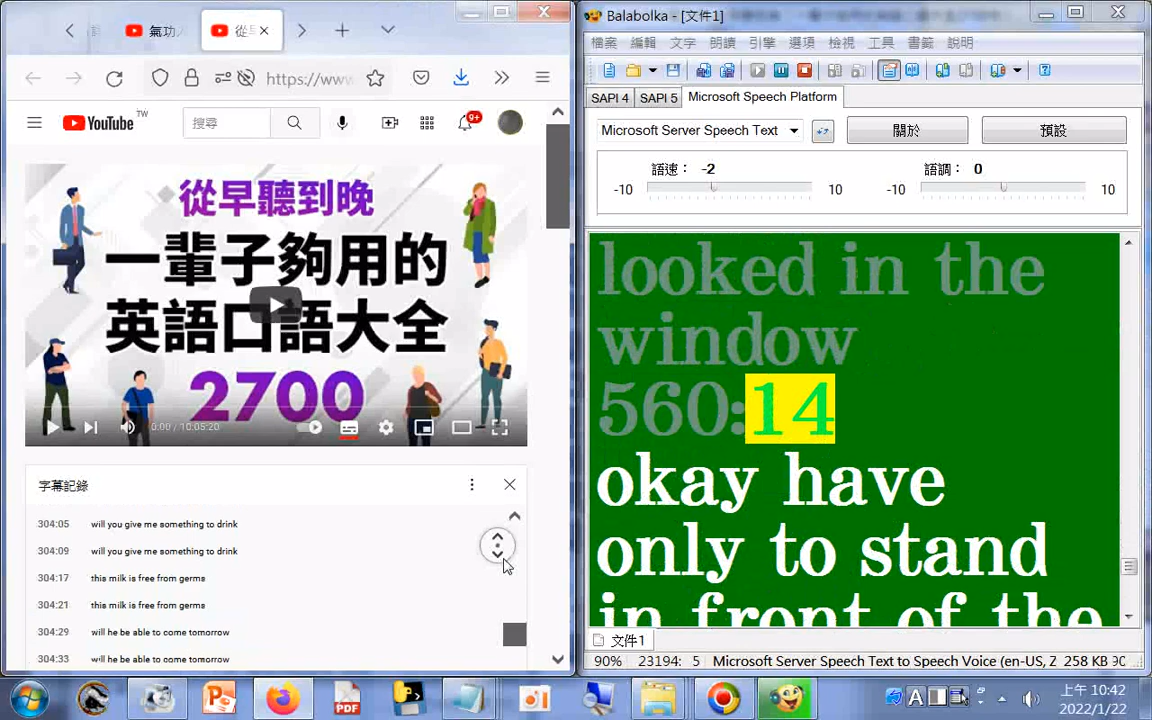 氣功
從
https://www
YouTube TW
搜尋
9+
從早聽到晚
一輩子夠用的
英語口語大全
2700
0:00 / 10:05:20
字幕記錄
304:05 will you give me something to drink
304:09 will you give me something to drink
304:17 this milk is free from germs
304:21 this milk is free from germs
304:29 will he be able to come tomorrow
304:33 will he be able to come tomorrow
Balabolka - [文件1]
檔案 編輯 文字 朗讀 引擎 選項 檢視 工具 書籤 說明
SAPI 4 SAPI 5 Microsoft Speech Platform
Microsoft Server Speech Text 關於 預設
語速: -2 語調: 0
-10 10 -10 10
looked in the
window
560:14
okay have
only to stand
in front of the
文件1
90% 23194: 5 Microsoft Server Speech Text to Speech Voice (en-US, Z 258 KB
上午 10:42
2022/1/22